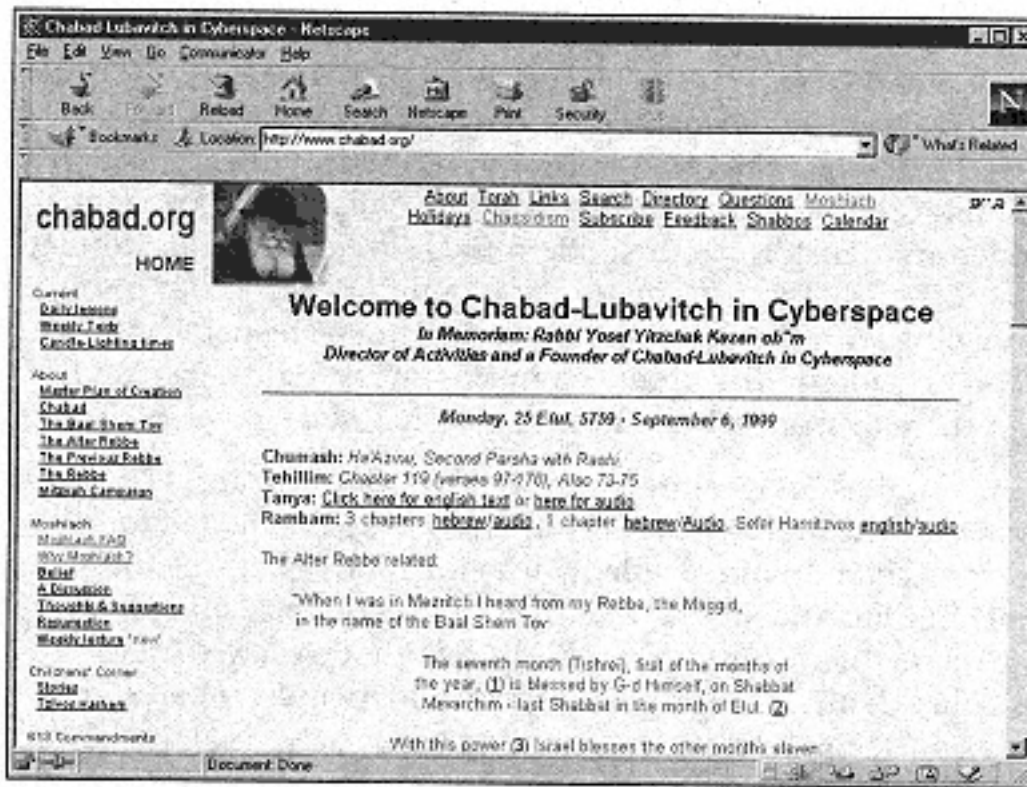 Chabad-Lubavitch in Cyberspace - Netscape
File Edit View Go Communicator Help
Back Forward Reload Home Search Netscape Print Security
Bookmarks Location: http://www.chabad.org/ What's Related
chabad.org
HOME
About Torah Links Search Directory Questions Moshiach
Holidays Chassidism Subscribe Feedback Shabbos Calendar
Current
Daily lessons
Weekly Texts
Candle-Lighting times
About
Master Plan of Creation
Chabad
The Baal Shem Tov
The Alter Rebbe
The Previous Rebbe
The Rebbe
Mitzvah Campaign
Moshiach
Moshiach FAQ
Why Moshiach?
Belief
A Discussion
Thoughts & Suggestions
Resurrection
Weekly lecture *new*
Childrens' Corner
Stories
Tzivos Hashem
613 Commandments
Welcome to Chabad-Lubavitch in Cyberspace
In Memoriam: Rabbi Yosef Yitzchak Kazen ob"m
Director of Activities and a Founder of Chabad-Lubavitch in Cyberspace
Monday, 25 Elul, 5759 - September 6, 1999
Chumash: Ha'Azinu, Second Parsha with Rashi
Tehillim: Chapter 119 (verses 97-176), Also 73-75
Tanya: Click here for english text or here for audio
Rambam: 3 chapters hebrew/audio, 1 chapter hebrew/Audio, Sefer Hamitzvos english/audio
The Alter Rebbe related:
"When I was in Mezritch I heard from my Rebbe, the Maggid,
in the name of the Baal Shem Tov
The seventh month (Tishrei), first of the months of
the year, (1) is blessed by G-d Himself, on Shabbat
Mevarchim - last Shabbat in the month of Elul. (2)
With this power (3) Israel blesses the other months eleven
Document: Done